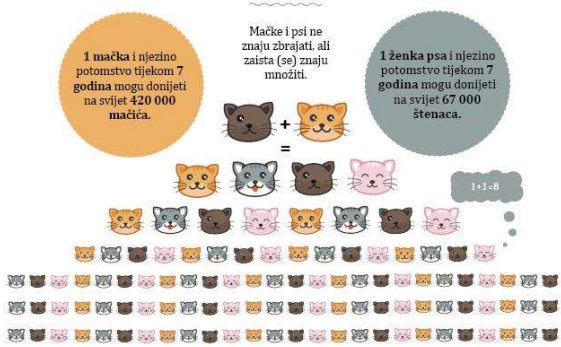 1 mačka i njezino
potomstvo tijekom 7
godina mogu donijeti
na svijet 420 000
mačića.
Mačke i psi ne
znaju zbrajati, ali
zaista (se) znaju
množiti.
1 ženka psa i njezino
potomstvo tijekom 7
godina mogu donijeti
na svijet 67 000
štenaca.
+
=
1+1=8